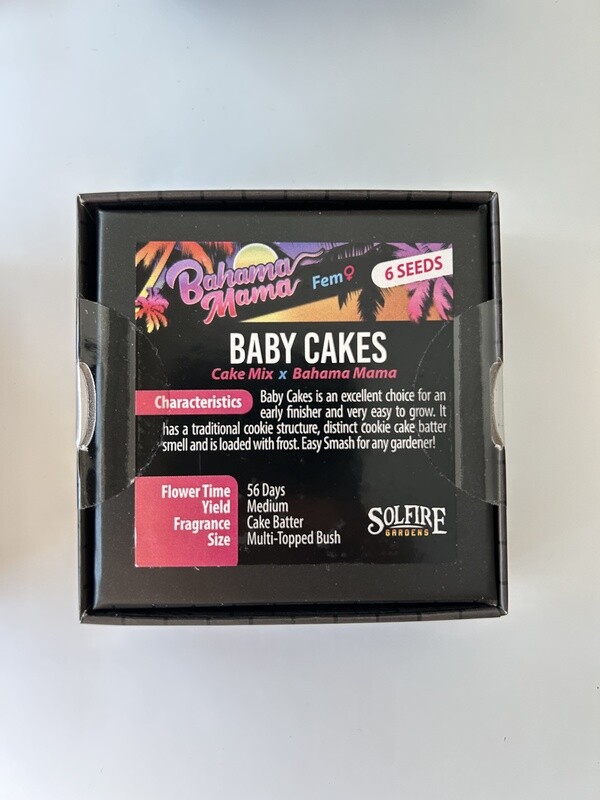 Bahama
Mama
Fem♀
6 SEEDS
BABY CAKES
Cake Mix x Bahama Mama
Characteristics
Baby Cakes is an excellent choice for an
early finisher and very easy to grow. It
has a traditional cookie structure, distinct cookie cake batter
smell and is loaded with frost. Easy Smash for any gardener!
Flower Time 56 Days
Yield Medium
Fragrance Cake Batter
Size Multi-Topped Bush
SOLFIRE
GARDENS